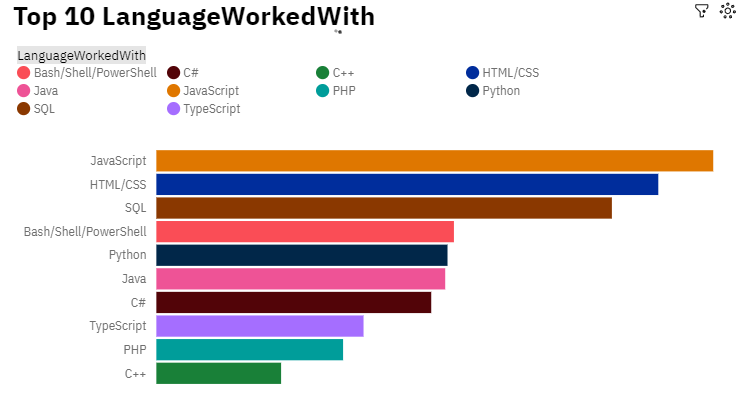 Top 10 LanguageWorkedWith
LanguageWorkedWith
Bash/Shell/PowerShell C# C++ HTML/CSS
Java JavaScript PHP Python
SQL TypeScript
JavaScript
HTML/CSS
SQL
Bash/Shell/PowerShell
Python
Java
C#
TypeScript
PHP
C++